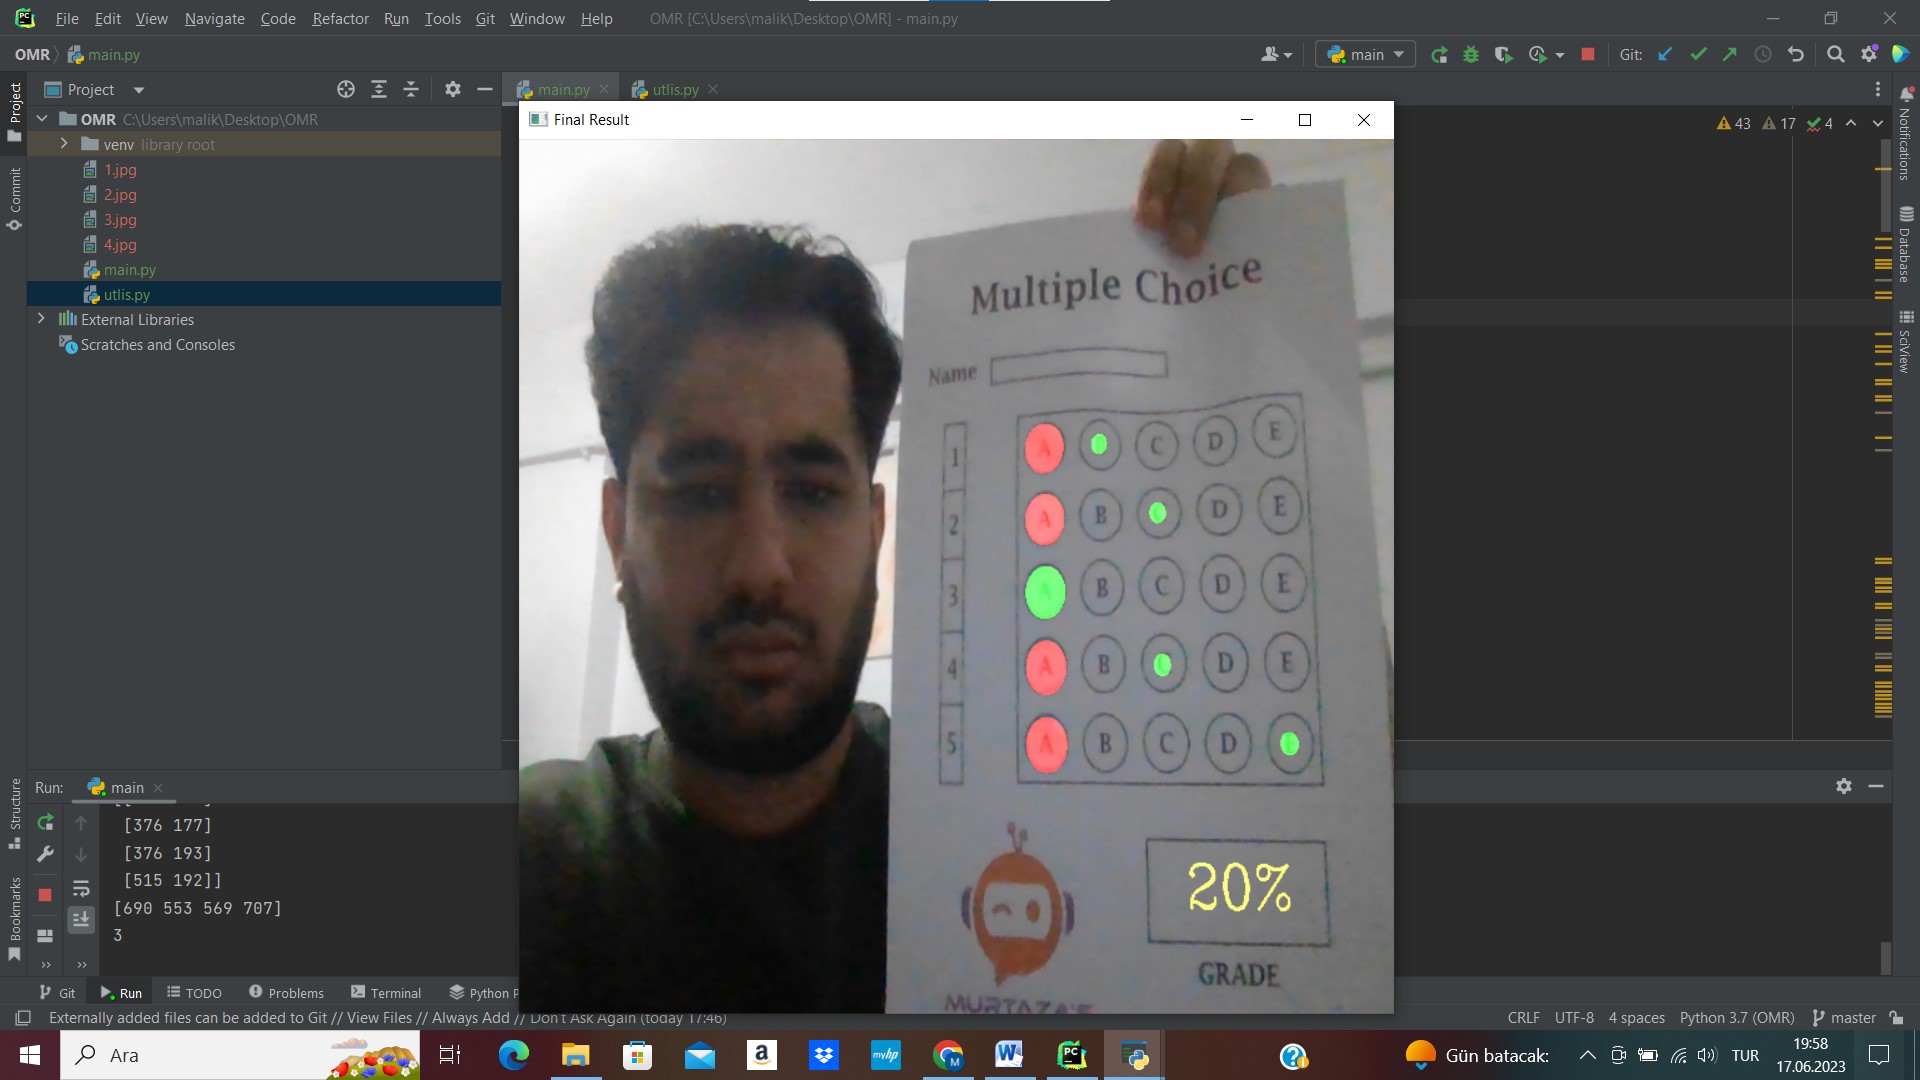 File Edit View Navigate Code Refactor Run Tools Git Window Help OMR [C:\Users\malik\Desktop\OMR] - main.py
OMR main.py
main
Git:
Project
main.py
utlis.py
Project
OMR C:\Users\malik\Desktop\OMR
venv library root
1.jpg
2.jpg
3.jpg
4.jpg
main.py
utlis.py
External Libraries
Scratches and Consoles
Commit
Structure
Bookmarks
43 17 4
Notifications
Database
SciView
Final Result
Multiple Choice
Name
1 A C D E
2 A B D E
3 A B C D E
4 A B D E
5 A B C D
20%
GRADE
MURTAZA'S
Run: main
[376 177]
[376 193]
[515 192]]
[690 553 569 707]
3
Git Run TODO Problems Terminal Python P
Externally added files can be added to Git // View Files // Always Add // Don't Ask Again (today 17:46)
CRLF UTF-8 4 spaces Python 3.7 (OMR) master
Ara
myhp
Gün batacak:
TUR
19:58
17.06.2023